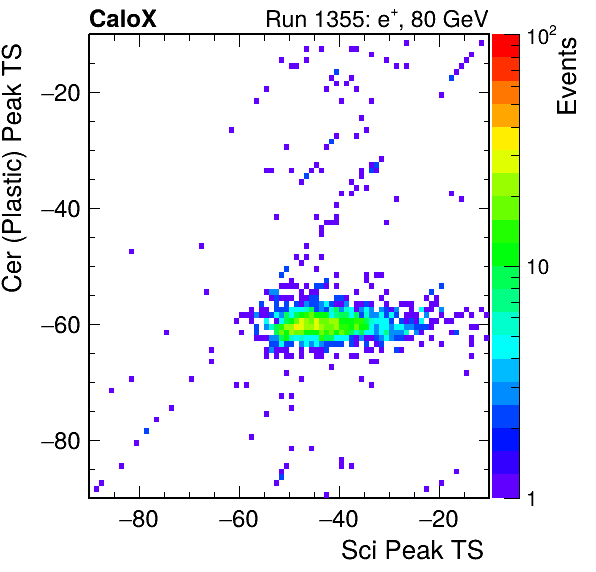 CaloX Run 1355: e⁺, 80 GeV
Cer (Plastic) Peak TS
−20
−40
−60
−80
−80 −60 −40 −20
Sci Peak TS
10²
10
1
Events